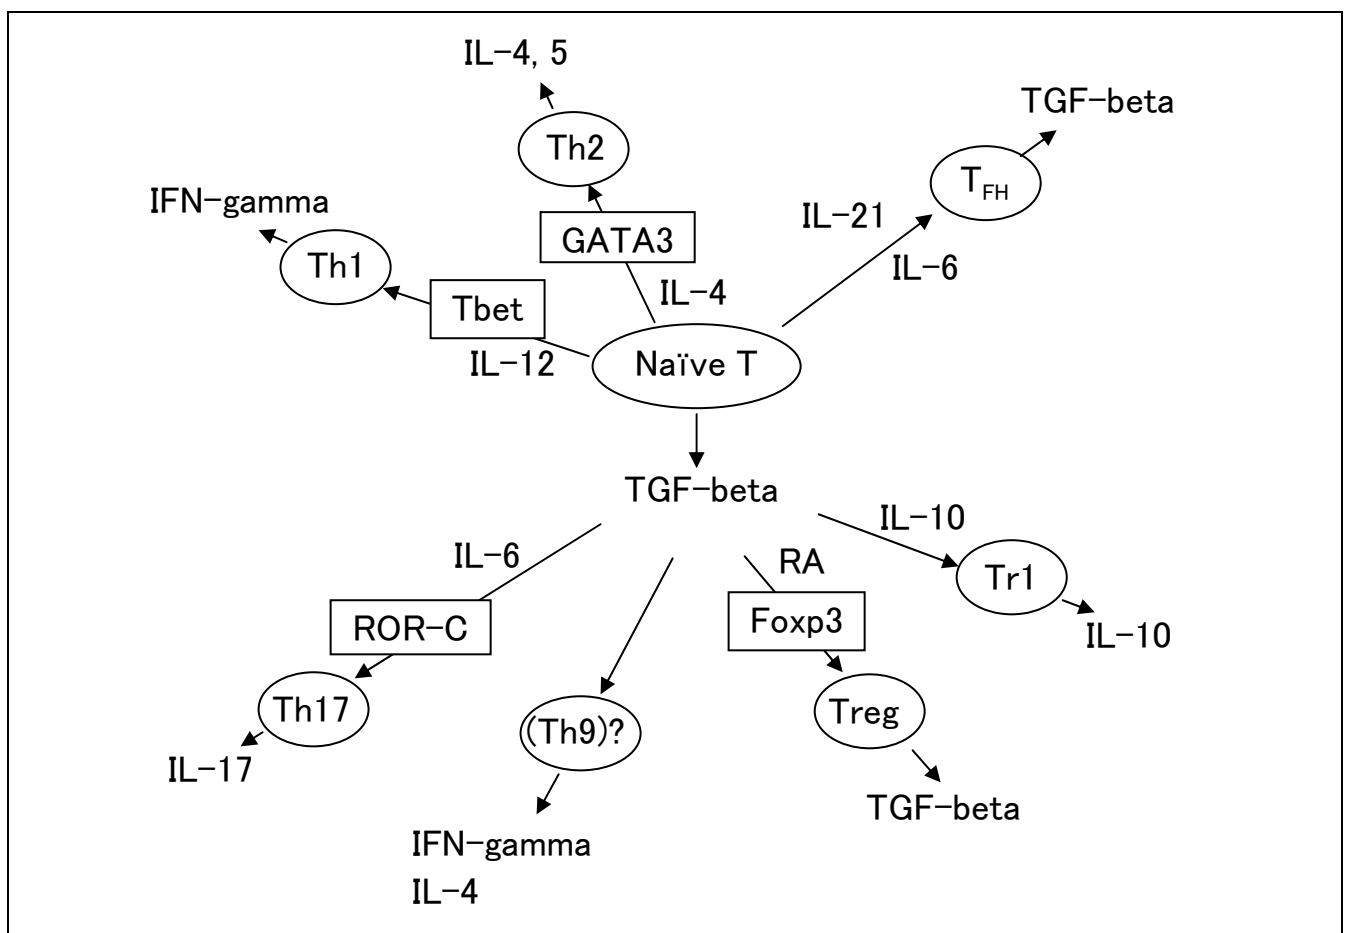 IL-4, 5
TGF-beta
Th2
T FH
IFN-gamma
IL-21
GATA3
Th1
IL-6
IL-4
Tbet
IL-12
Naïve T
TGF-beta
IL-10
IL-6
RA
Tr1
Foxp3
ROR-C
IL-10
Th17
Treg
(Th9)?
IL-17
TGF-beta
IFN-gamma
IL-4